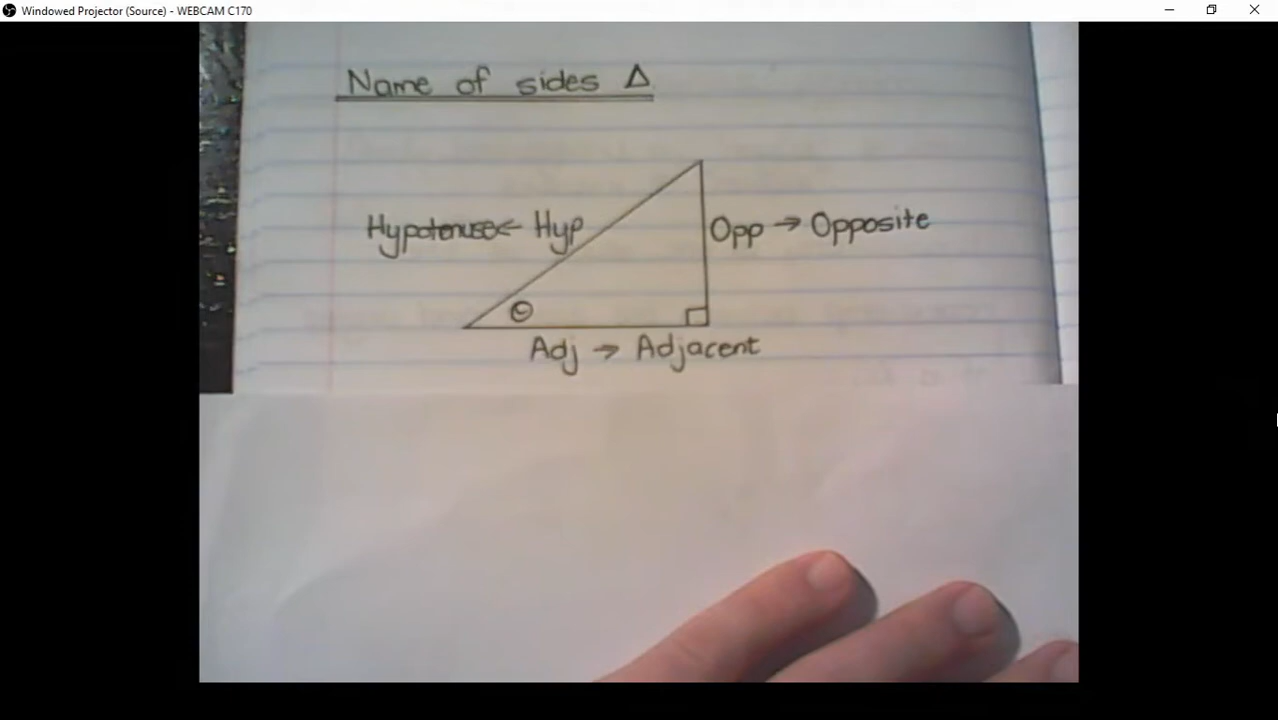 Windowed Projector (Source) - WEBCAM C170
Name of sides Δ
Hypotenuse ← Hyp
Opp → Opposite
Θ
Adj → Adjacent